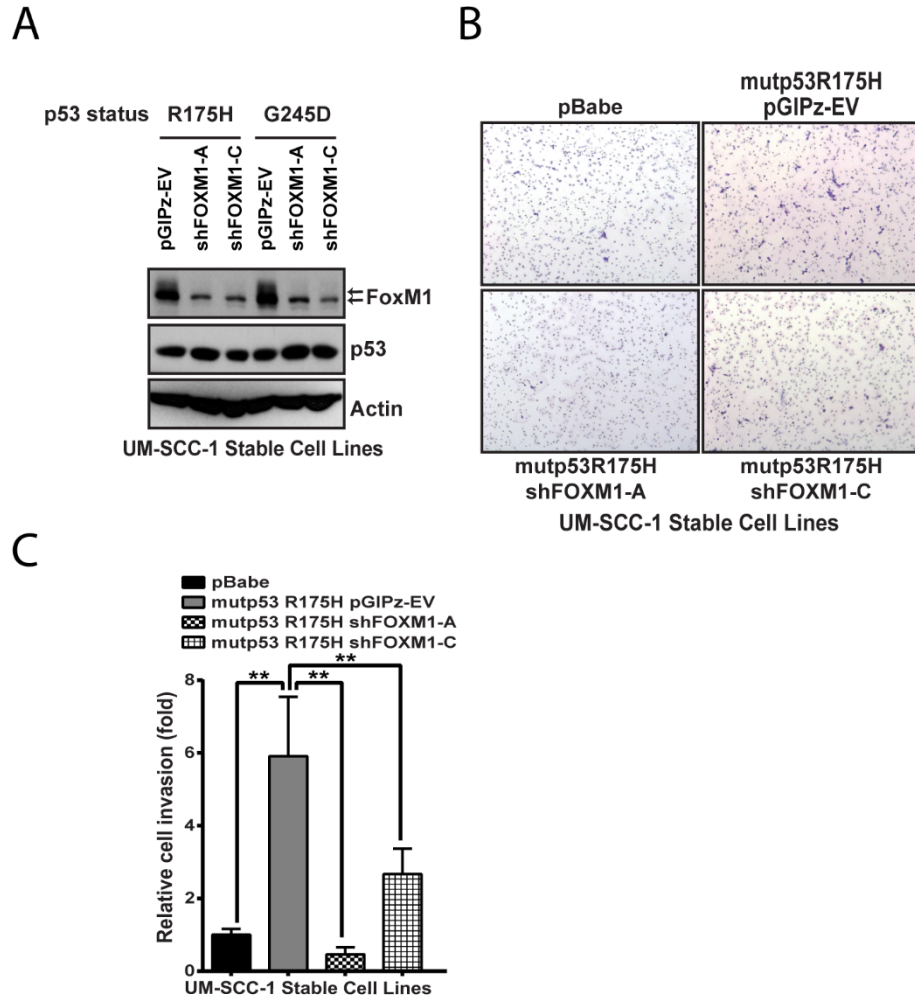 A
p53 status R175H G245D
pGIPz-EV
shFOXM1-A
shFOXM1-C
pGIPz-EV
shFOXM1-A
shFOXM1-C
FoxM1
p53
Actin
UM-SCC-1 Stable Cell Lines
B
pBabe
mutp53R175H
pGIPz-EV
mutp53R175H
shFOXM1-A
mutp53R175H
shFOXM1-C
UM-SCC-1 Stable Cell Lines
C
pBabe
mutp53 R175H pGIPz-EV
mutp53 R175H shFOXM1-A
mutp53 R175H shFOXM1-C
Relative cell invasion (fold)
8
6
4
2
0
**
**
**
UM-SCC-1 Stable Cell Lines